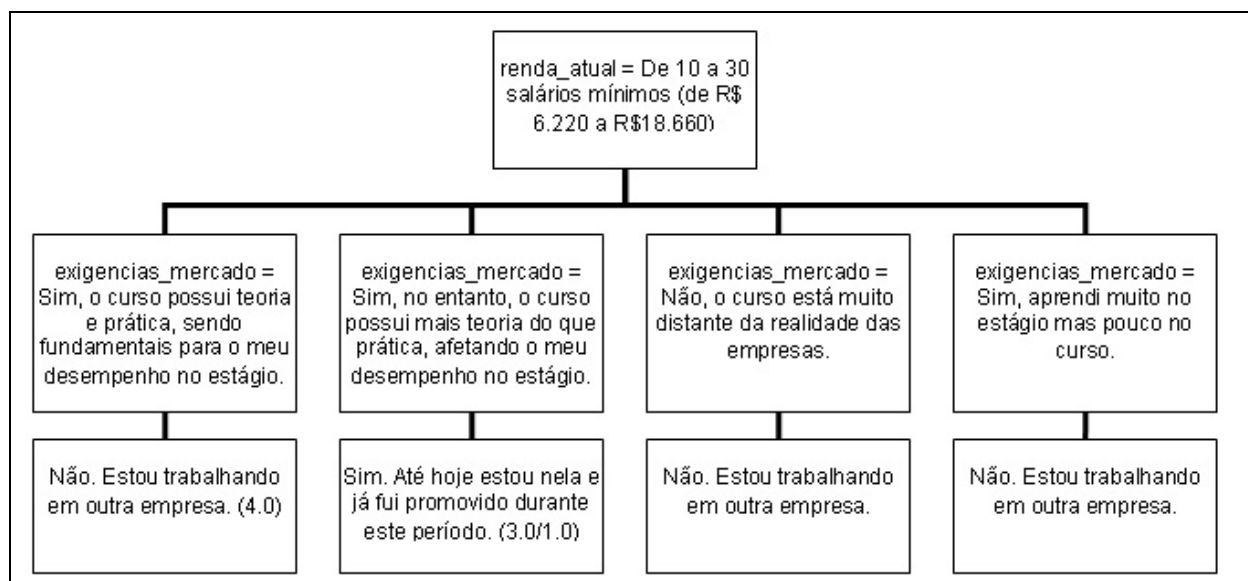 renda_atual = De 10 a 30
salários mínimos (de R$
6.220 a R$18.660)
exigencias_mercado =
Sim, o curso possui teoria
e prática, sendo
fundamentais para o meu
desempenho no estágio.
exigencias_mercado =
Sim, no entanto, o curso
possui mais teoria do que
prática, afetando o meu
desempenho no estágio.
exigencias_mercado =
Não, o curso está muito
distante da realidade das
empresas.
exigencias_mercado =
Sim, aprendi muito no
estágio mas pouco no
curso.
Não. Estou trabalhando
em outra empresa. (4.0)
Sim. Até hoje estou nela e
já fui promovido durante
este período. (3.0/1.0)
Não. Estou trabalhando
em outra empresa.
Não. Estou trabalhando
em outra empresa.